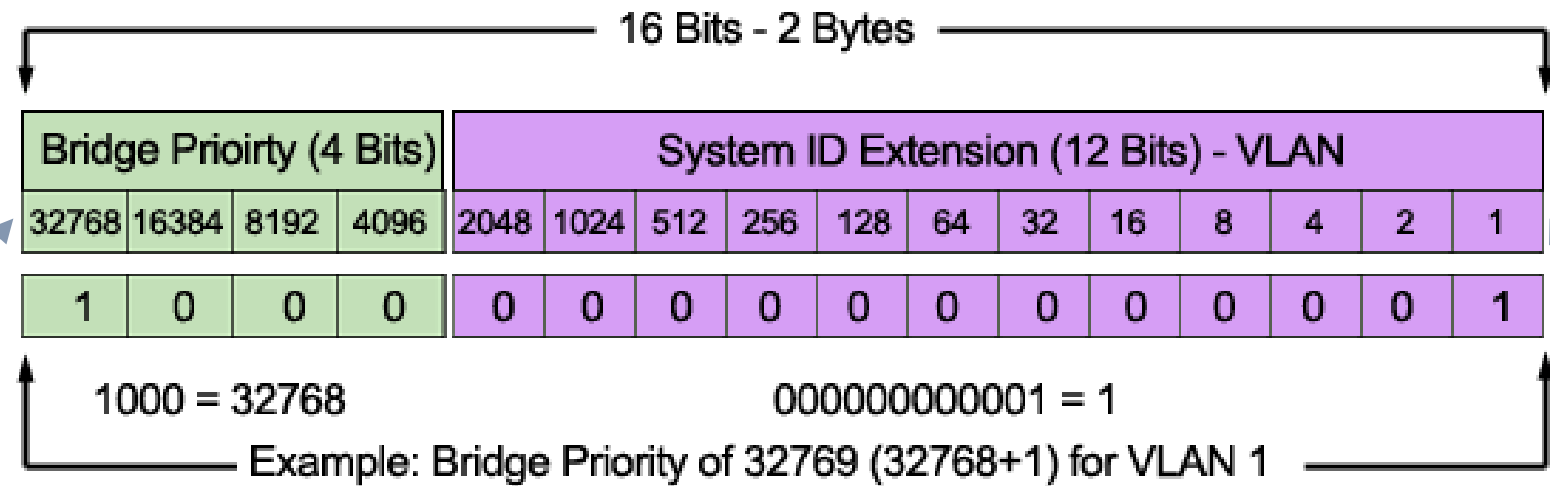 16 Bits - 2 Bytes
Bridge Prioirty (4 Bits) System ID Extension (12 Bits) - VLAN
32768 16384 8192 4096 2048 1024 512 256 128 64 32 16 8 4 2 1
1 0 0 0 0 0 0 0 0 0 0 0 0 0 0 1
1000 = 32768 000000000001 = 1
Example: Bridge Priority of 32769 (32768+1) for VLAN 1